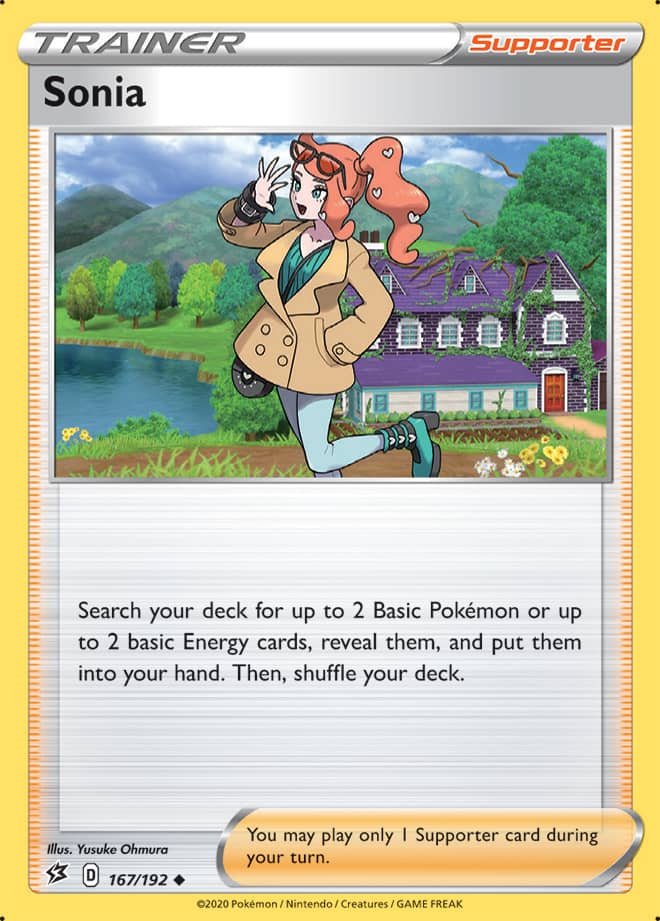 TRAINER
Supporter
Sonia
Search your deck for up to 2 Basic Pokémon or up
to 2 basic Energy cards, reveal them, and put them
into your hand. Then, shuffle your deck.
Illus. Yusuke Ohmura
You may play only 1 Supporter card during
your turn.
D 167/192 ◆
©2020 Pokémon / Nintendo / Creatures / GAME FREAK